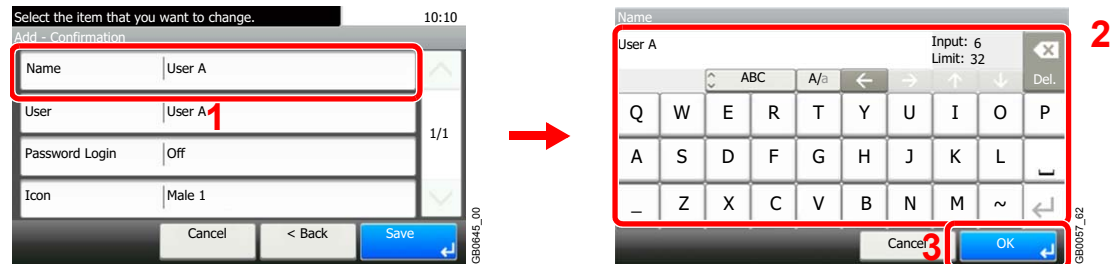 Select the item that you want to change.
10:10
Add - Confirmation
Name User A
User User A
1
Password Login Off
1/1
Icon Male 1
Cancel < Back Save
GB0645_00
Name
2
User A
Input: 6
Limit: 32
ABC A/a Del.
Q W E R T Y U I O P
A S D F G H J K L
_ Z X C V B N M ~
Cancel 3 OK
GB0057_62